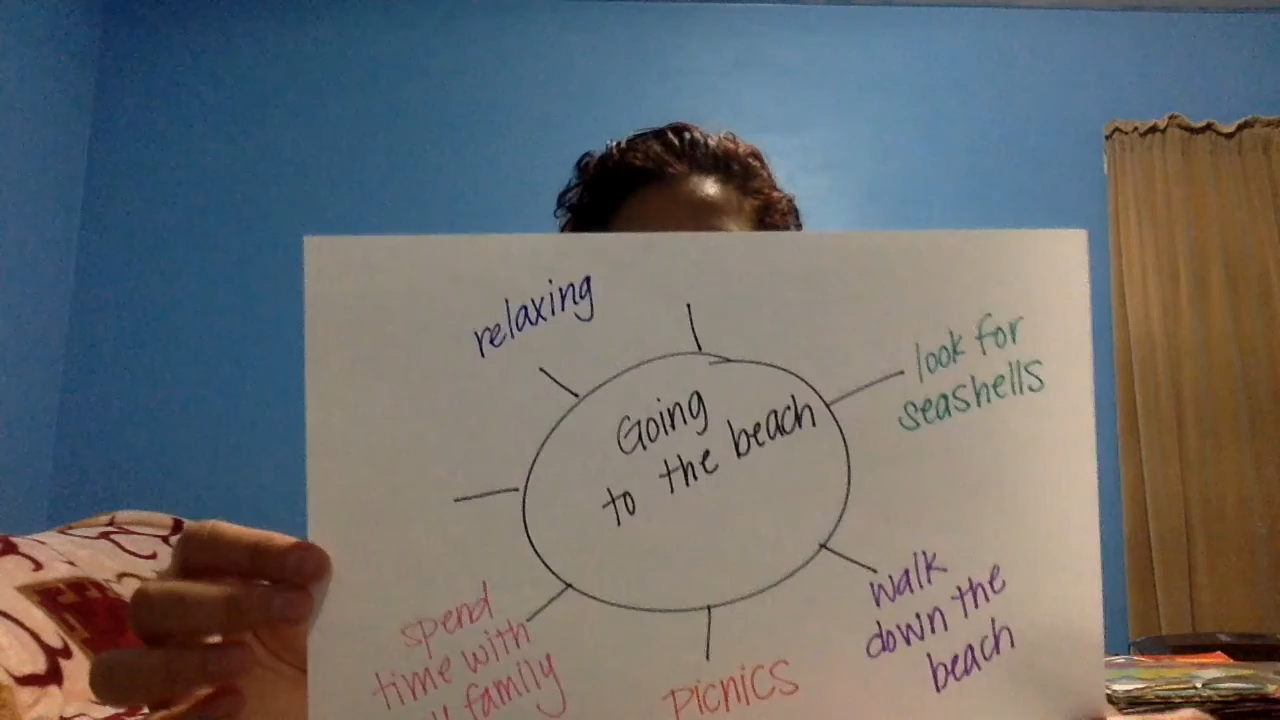 relaxing
look for
seashells
Going
to the beach
walk
down the
beach
PICNICS
spend
time with
family